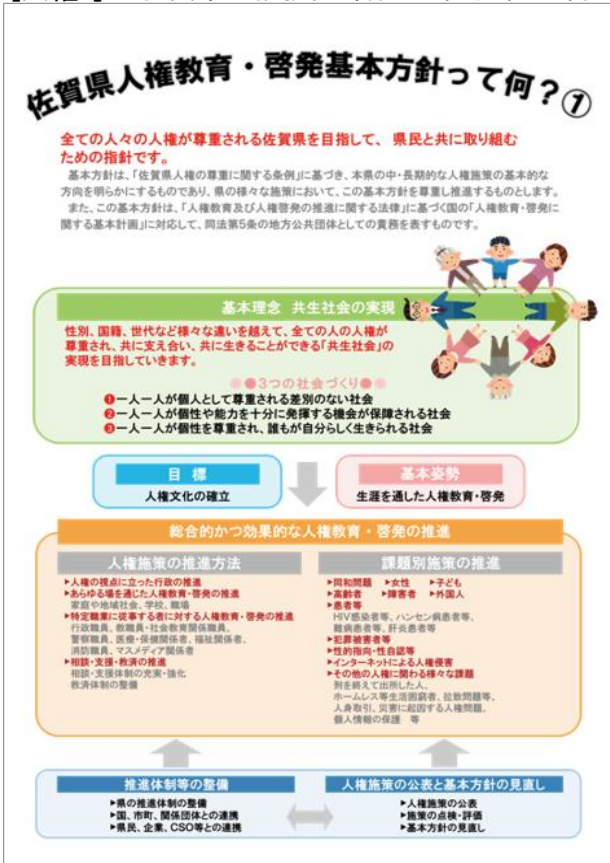 佐賀県人権教育・啓発基本方針って何？①
全ての人々の人権が尊重される佐賀県を目指して、 県民と共に取り組む
ための指針です。
基本方針は、「佐賀県人権の尊重に関する条例」に基づき、本県の中・長期的な人権施策の基本的な
方向を明らかにするものであり、県の様々な施策において、この基本方針を尊重し推進するものとします。
また、この基本方針は、「人権教育及び人権啓発の推進に関する法律」に基づく国の「人権教育・啓発に
関する基本計画」に対応して、同法第5条の地方公共団体としての責務を表すものです。
基本理念 共生社会の実現
性別、国籍、世代など様々な違いを越えて、全ての人の人権が
尊重され、共に支え合い、共に生きることができる「共生社会」の
実現を目指していきます。
●●3つの社会づくり●●
❶一人一人が個人として尊重される差別のない社会
❷一人一人が個性や能力を十分に発揮する機会が保障される社会
❸一人一人が個性を尊重され、誰もが自分らしく生きられる社会
目 標
人権文化の確立
基本姿勢
生涯を通した人権教育・啓発
総合的かつ効果的な人権教育・啓発の推進
人権施策の推進方法
▶人権の視点に立った行政の推進
▶あらゆる場を通じた人権教育・啓発の推進
家庭や地域社会、学校、職場
▶特定職業に従事する者に対する人権教育・啓発の推進
行政職員、教職員・社会教育関係職員、
警察職員、医療・保健関係者、福祉関係者、
消防職員、マスメディア関係者
▶相談・支援・救済の推進
相談・支援体制の充実・強化
救済体制の整備
課題別施策の推進
▶同和問題 ▶女性 ▶子ども
▶高齢者 ▶障害者 ▶外国人
▶患者等
HIV感染者等、ハンセン病患者等、
難病患者等、肝炎患者等
▶犯罪被害者等
▶性的指向・性自認等
▶インターネットによる人権侵害
▶その他の人権に関わる様々な課題
刑を終えて出所した人、
ホームレス等生活困窮者、拉致問題等、
人身取引、災害に起因する人権問題、
個人情報の保護 等
推進体制等の整備
▶県の推進体制の整備
▶国、市町、関係団体との連携
▶県民、企業、CSO等との連携
人権施策の公表と基本方針の見直し
▶人権施策の公表
▶施策の点検・評価
▶基本方針の見直し